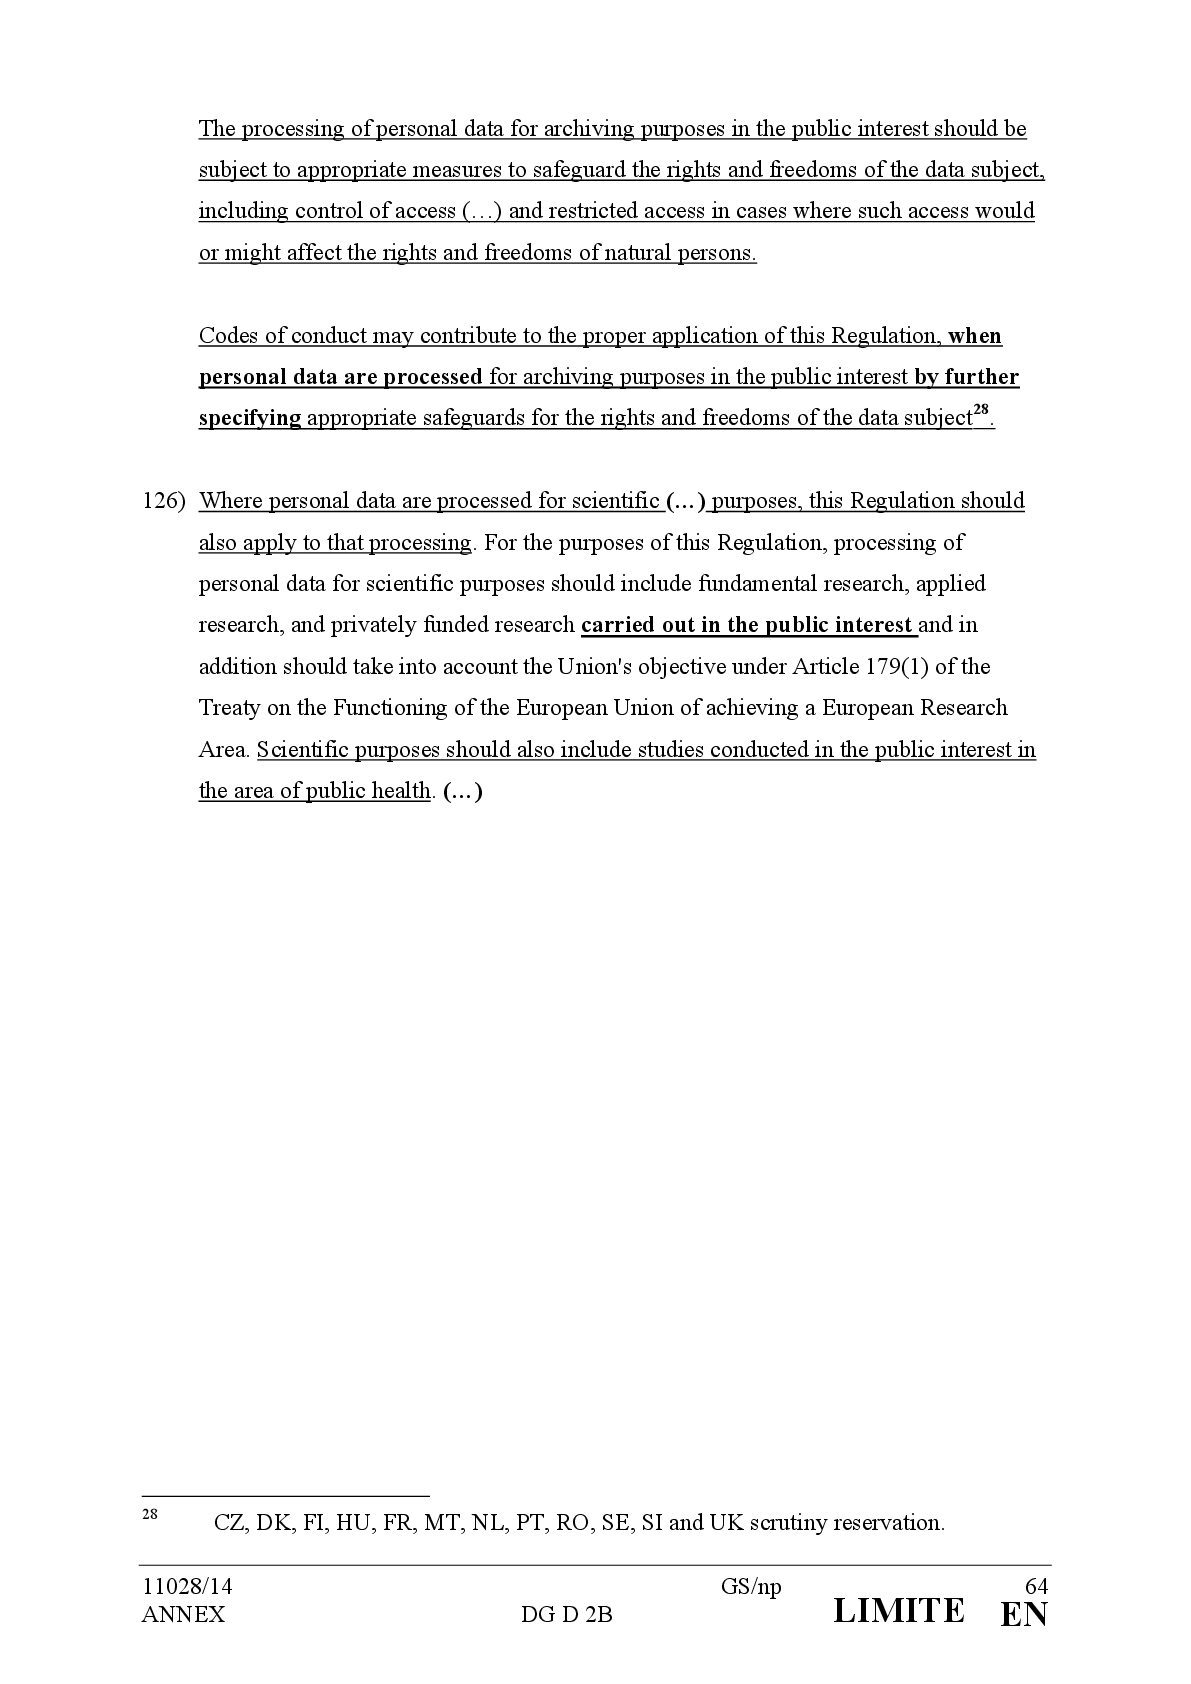 The processing of personal data for archiving purposes in the public interest should be
subject to appropriate measures to safeguard the rights and freedoms of the data subject,
including control of access (…) and restricted access in cases where such access would
or might affect the rights and freedoms of natural persons.
Codes of conduct may contribute to the proper application of this Regulation, when
personal data are processed for archiving purposes in the public interest by further
specifying appropriate safeguards for the rights and freedoms of the data subject28.
126) Where personal data are processed for scientific (…) purposes, this Regulation should
also apply to that processing. For the purposes of this Regulation, processing of
personal data for scientific purposes should include fundamental research, applied
research, and privately funded research carried out in the public interest and in
addition should take into account the Union's objective under Article 179(1) of the
Treaty on the Functioning of the European Union of achieving a European Research
Area. Scientific purposes should also include studies conducted in the public interest in
the area of public health. (…)
28 CZ, DK, FI, HU, FR, MT, NL, PT, RO, SE, SI and UK scrutiny reservation.
11028/14 GS/np 64
ANNEX DG D 2B LIMITE EN